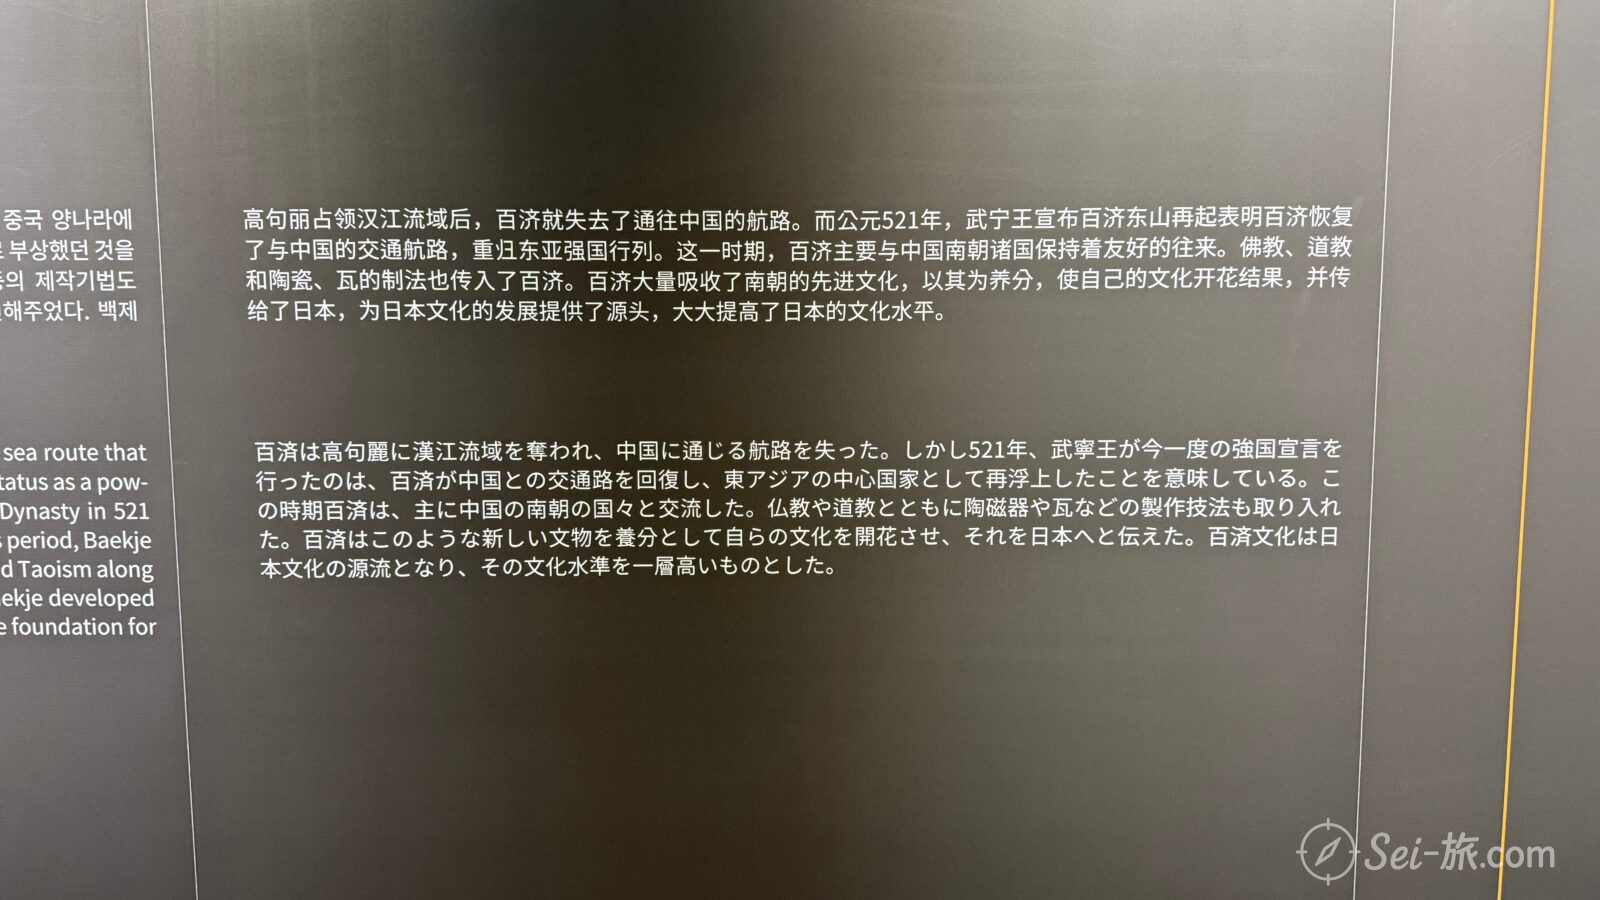 중국 양나라에
부상했던 것을
의 제작기법도
해주었다. 백제
sea route that
tatus as a pow-
Dynasty in 521
period, Baekje
d Taoism along
ekje developed
e foundation for
高句丽占领汉江流域后，百济就失去了通往中国的航路。而公元521年，武宁王宣布百济东山再起表明百济恢复
了与中国的交通航路，重归东亚强国行列。这一时期，百济主要与中国南朝诸国保持着友好的往来。佛教、道教
和陶瓷、瓦的制法也传入了百济。百济大量吸收了南朝的先进文化，以其为养分，使自己的文化开花结果，并传
给了日本，为日本文化的发展提供了源头，大大提高了日本的文化水平。
百済は高句麗に漢江流域を奪われ、中国に通じる航路を失った。しかし521年、武寧王が今一度の強国宣言を
行ったのは、百済が中国との交通路を回復し、東アジアの中心国家として再浮上したことを意味している。こ
の時期百済は、主に中国の南朝の国々と交流した。仏教や道教とともに陶磁器や瓦などの製作技法も取り入れ
た。百済はこのような新しい文物を養分として自らの文化を開花させ、それを日本へと伝えた。百済文化は日
本文化の源流となり、その文化水準を一層高いものとした。
Sei-旅.com